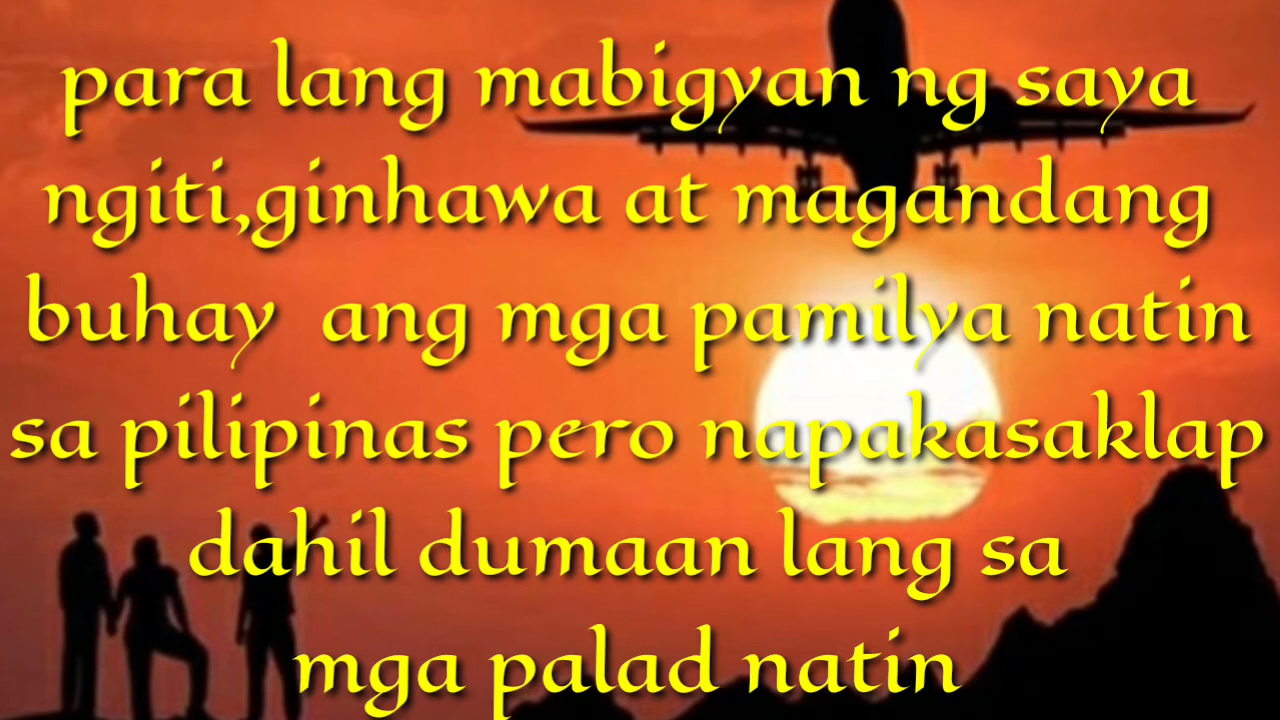 para lang mabigyan ng saya
ngiti,ginhawa at magandang
buhay ang mga pamilya natin
sa pilipinas pero napakasaklap
dahil dumaan lang sa
mga palad natin